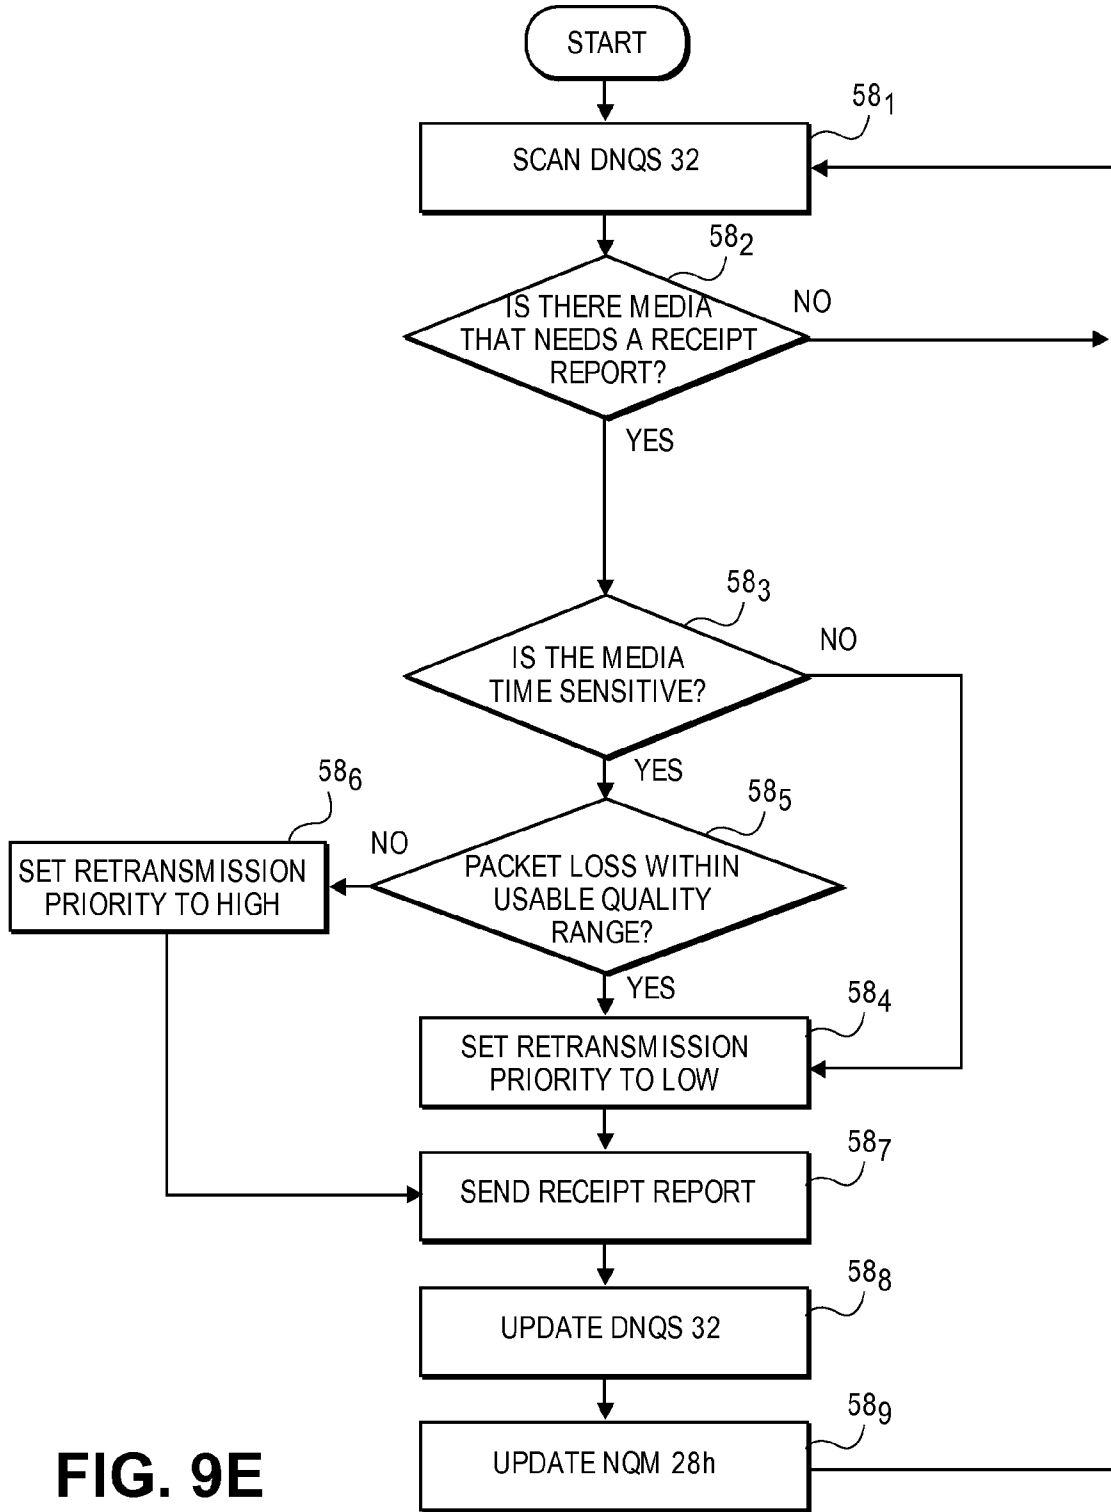 START
58₁
SCAN DNQS 32
58₂
IS THERE MEDIA
THAT NEEDS A RECEIPT
REPORT?
NO
YES
58₃
IS THE MEDIA
TIME SENSITIVE?
NO
YES
58₅
PACKET LOSS WITHIN
USABLE QUALITY
RANGE?
NO
58₆
SET RETRANSMISSION
PRIORITY TO HIGH
YES
58₄
SET RETRANSMISSION
PRIORITY TO LOW
58₇
SEND RECEIPT REPORT
58₈
UPDATE DNQS 32
58₉
UPDATE NQM 28h
FIG. 9E